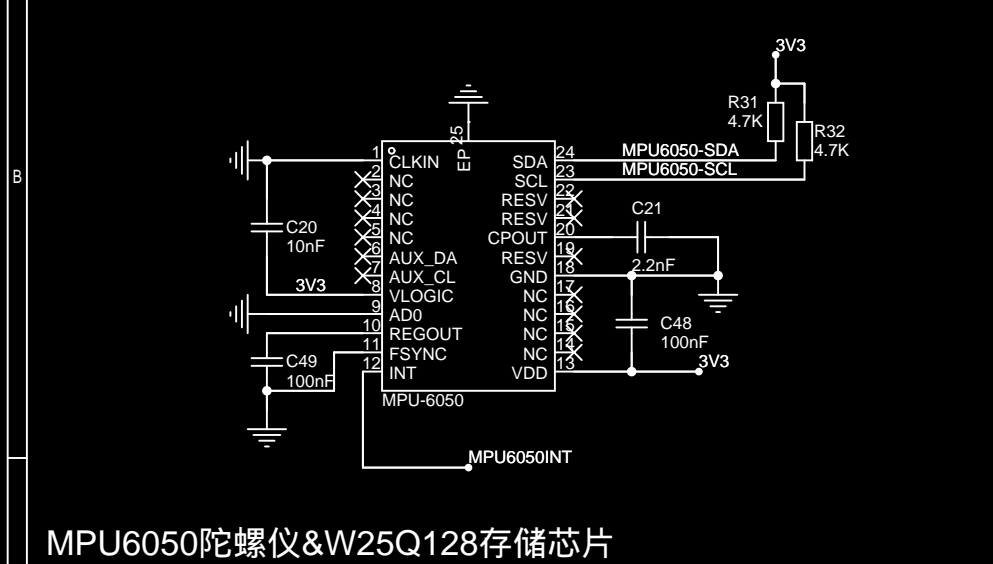 B
3V3
R31
4.7K
R32
4.7K
MPU6050-SDA
MPU6050-SCL
EP 25
1 CLKIN
2 NC
3 NC
4 NC
5 NC
6 AUX_DA
7 AUX_CL
8 VLOGIC
9 AD0
10 REGOUT
11 FSYNC
12 INT
SDA 24
SCL 23
RESV 22
RESV 21
CPOUT 20
RESV 19
GND 18
NC 17
NC 16
NC 15
NC 14
VDD 13
C20
10nF
3V3
C49
100nF
C21
2.2nF
C48
100nF
3V3
MPU-6050
MPU6050INT
MPU6050陀螺仪&W25Q128存储芯片